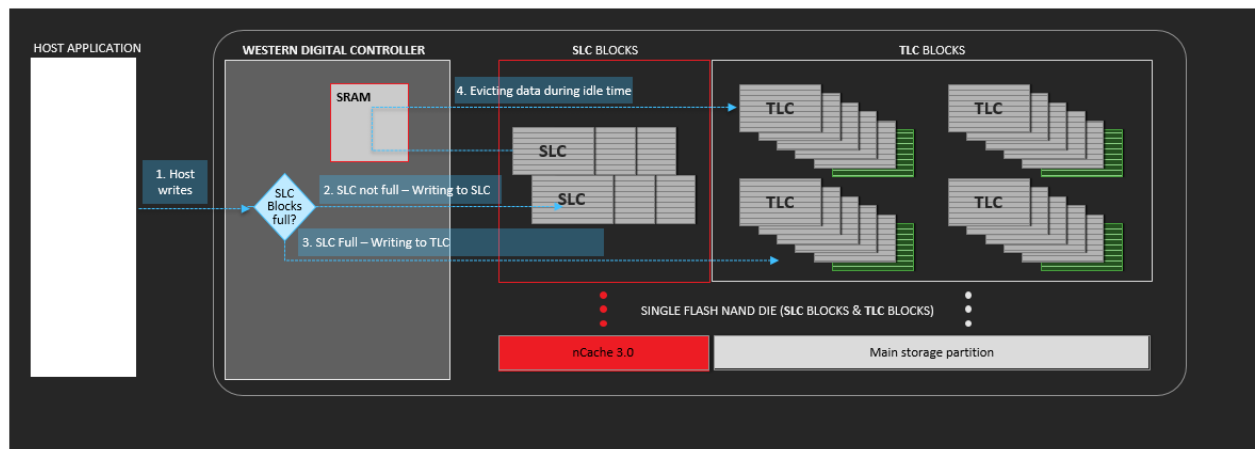 HOST APPLICATION
WESTERN DIGITAL CONTROLLER
SLC BLOCKS
TLC BLOCKS
SRAM
4. Evicting data during idle time
TLC
TLC
SLC
1. Host
writes
SLC
Blocks
full?
2. SLC not full – Writing to SLC
SLC
TLC
TLC
3. SLC Full – Writing to TLC
SINGLE FLASH NAND DIE (SLC BLOCKS & TLC BLOCKS)
nCache 3.0
Main storage partition